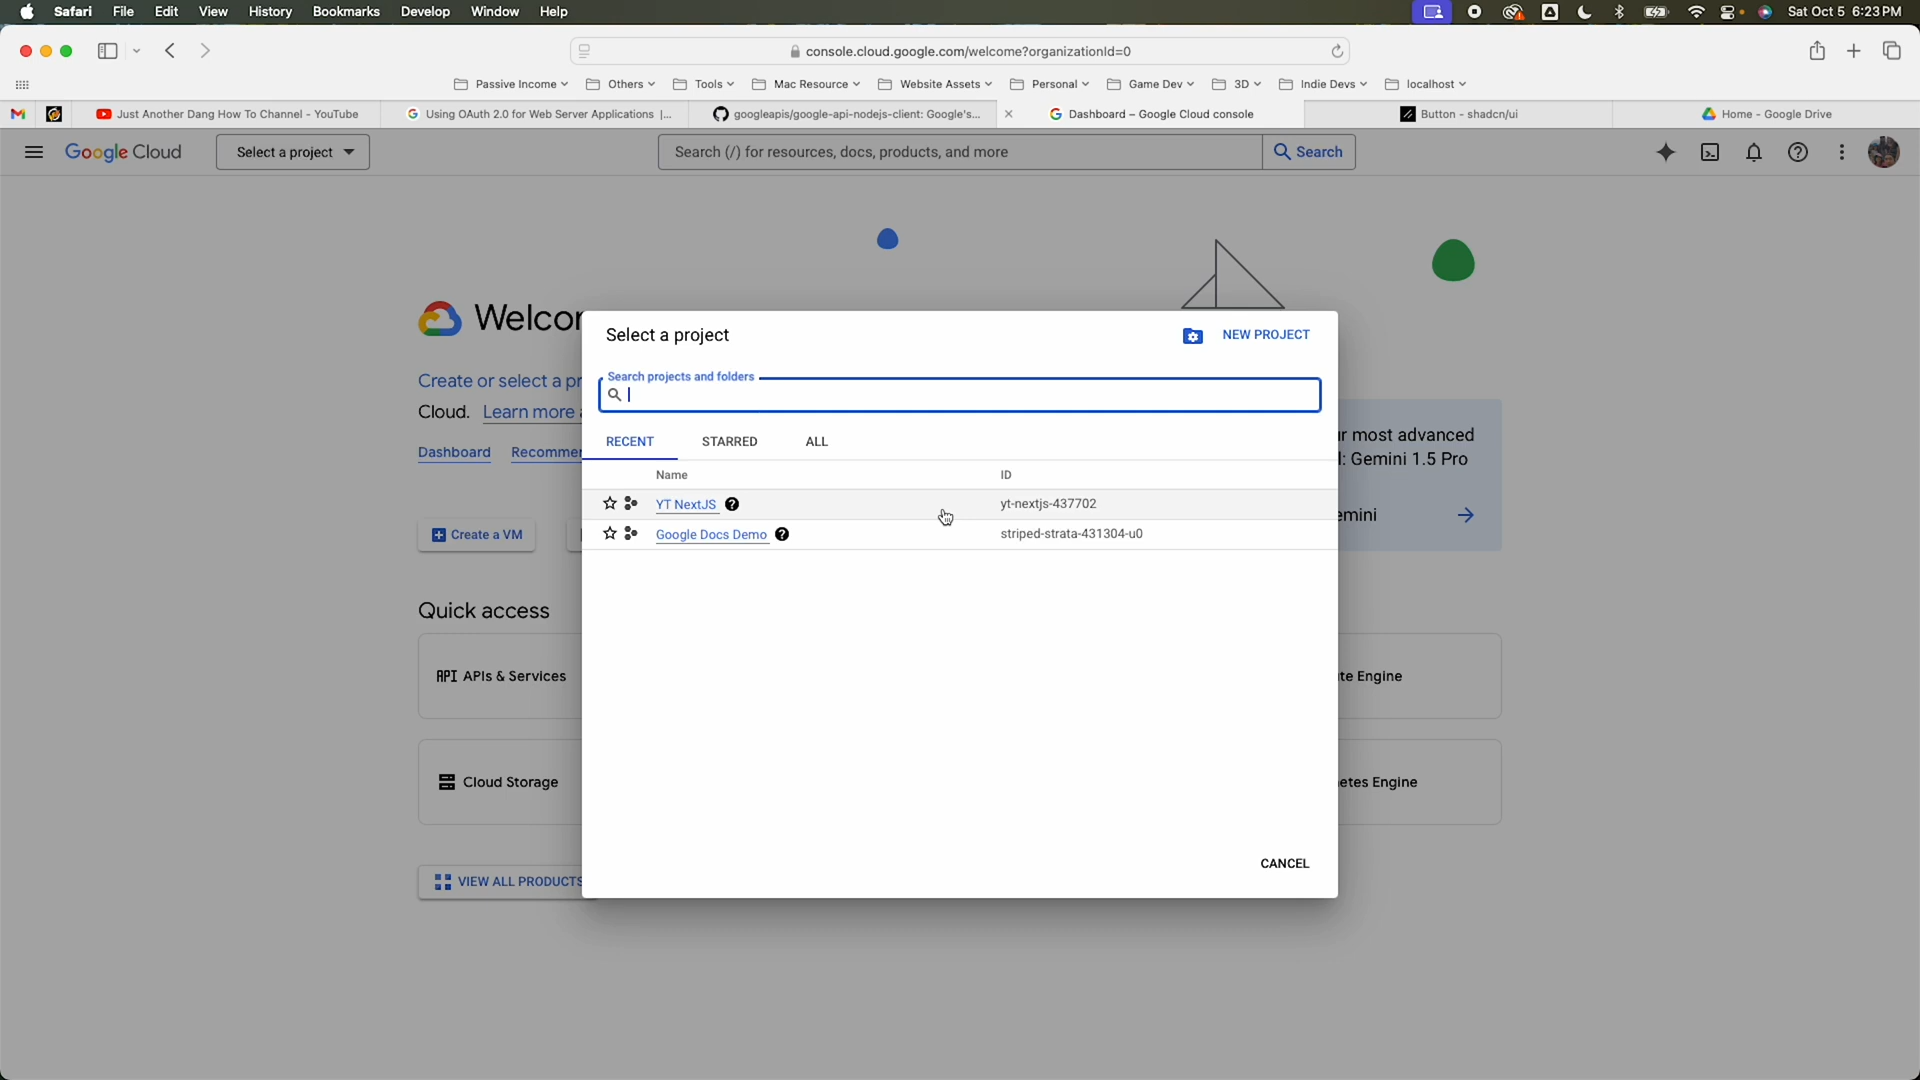 Safari File Edit View History Bookmarks Develop Window Help Sat Oct 5 6:23 PM
console.cloud.google.com/welcome?organizationId=0
Passive Income Others Tools Mac Resource Website Assets Personal Game Dev 3D Indie Devs localhost
Just Another Dang How To Channel - YouTube Using OAuth 2.0 for Web Server Applications |... googleapis/google-api-nodejs-client: Google's... Dashboard – Google Cloud console Button - shadcn/ui Home - Google Drive
Google Cloud Select a project Search (/) for resources, docs, products, and more Search
Welcor
Select a project NEW PROJECT
Search projects and folders
Create or select a pr
Cloud. Learn more
ur most advanced
l: Gemini 1.5 Pro
RECENT STARRED ALL
Dashboard Recommer
Name ID
YT NextJS yt-nextjs-437702
emini
Google Docs Demo striped-strata-431304-u0
Create a VM
Quick access
API APIs & Services
te Engine
Cloud Storage
etes Engine
CANCEL
VIEW ALL PRODUCTS